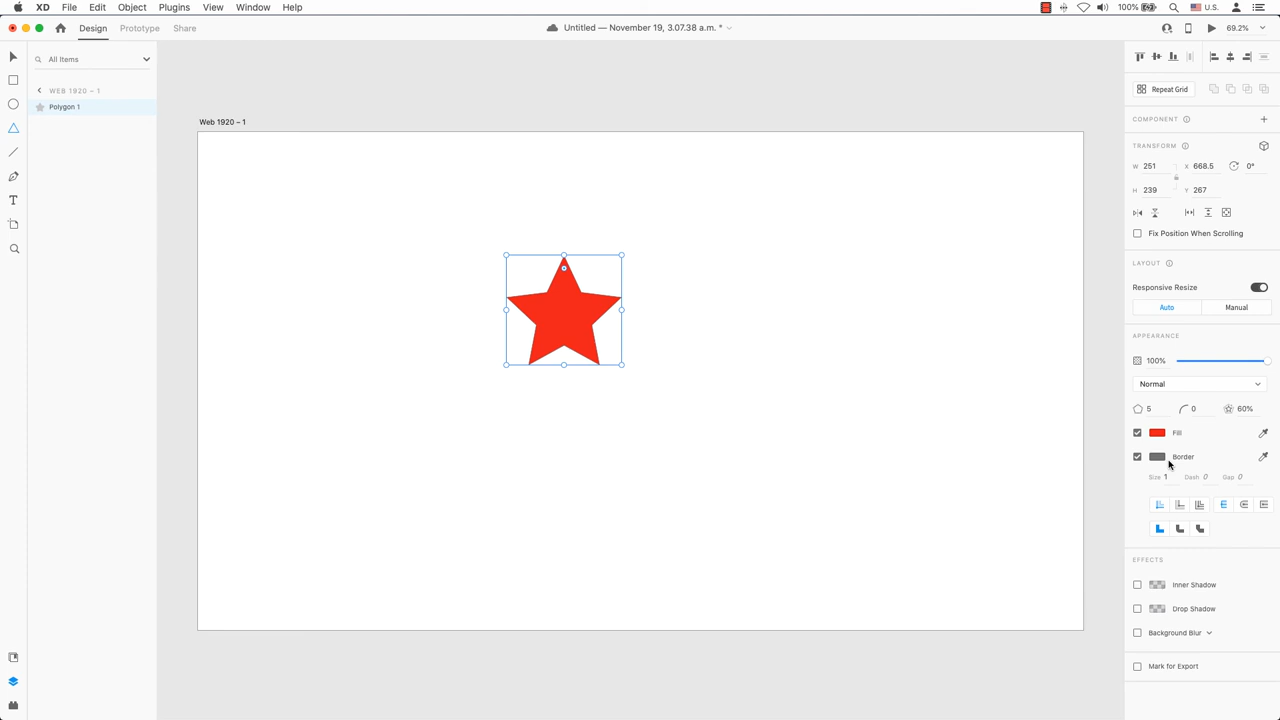 XD File Edit Object Plugins View Window Help 100% U.S.
Design Prototype Share Untitled — November 19, 3.07.38 a.m. * 69.2%
All Items
WEB 1920 – 1
Polygon 1
Web 1920 – 1
Repeat Grid
COMPONENT
TRANSFORM
W 251 X 668.5 0°
H 239 Y 267
Fix Position When Scrolling
LAYOUT
Responsive Resize
Auto Manual
APPEARANCE
100%
Normal
5 0 60%
Fill
Border
Size 1 Dash 0 Gap 0
EFFECTS
Inner Shadow
Drop Shadow
Background Blur
Mark for Export